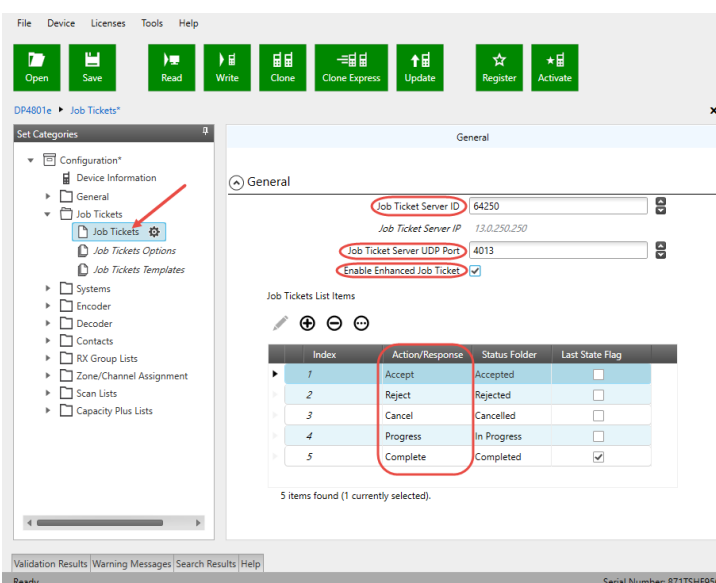 File Device Licenses Tools Help
Open Save Read Write Clone Clone Express Update Register Activate
DP4801e Job Tickets*
Set Categories
Configuration*
Device Information
General
Job Tickets
Job Tickets
Job Tickets Options
Job Tickets Templates
Systems
Encoder
Decoder
Contacts
RX Group Lists
Zone/Channel Assignment
Scan Lists
Capacity Plus Lists
General
General
Job Ticket Server ID 64250
Job Ticket Server IP 13.0.250.250
Job Ticket Server UDP Port 4013
Enable Enhanced Job Ticket
Job Tickets List Items
Index Action/Response Status Folder Last State Flag
1 Accept Accepted
2 Reject Rejected
3 Cancel Cancelled
4 Progress In Progress
5 Complete Completed
5 items found (1 currently selected).
Validation Results Warning Messages Search Results Help
Ready Serial Number: